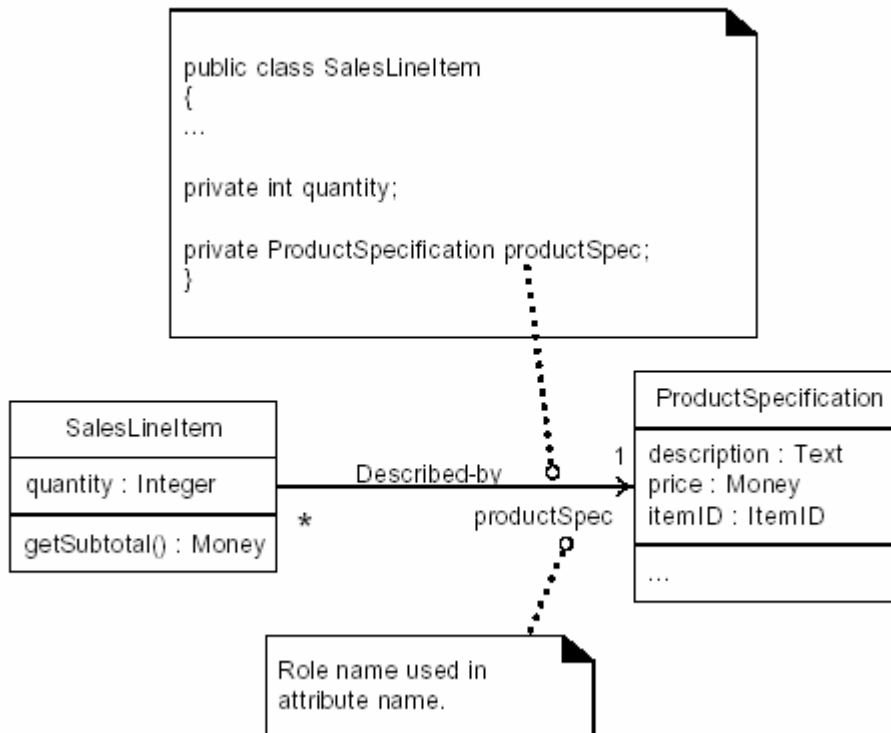 public class SalesLineItem
{
...
private int quantity;
private ProductSpecification productSpec;
}
SalesLineItem
quantity : Integer
getSubtotal() : Money
Described-by
*
1
productSpec
ProductSpecification
description : Text
price : Money
itemID : ItemID
...
Role name used in
attribute name.